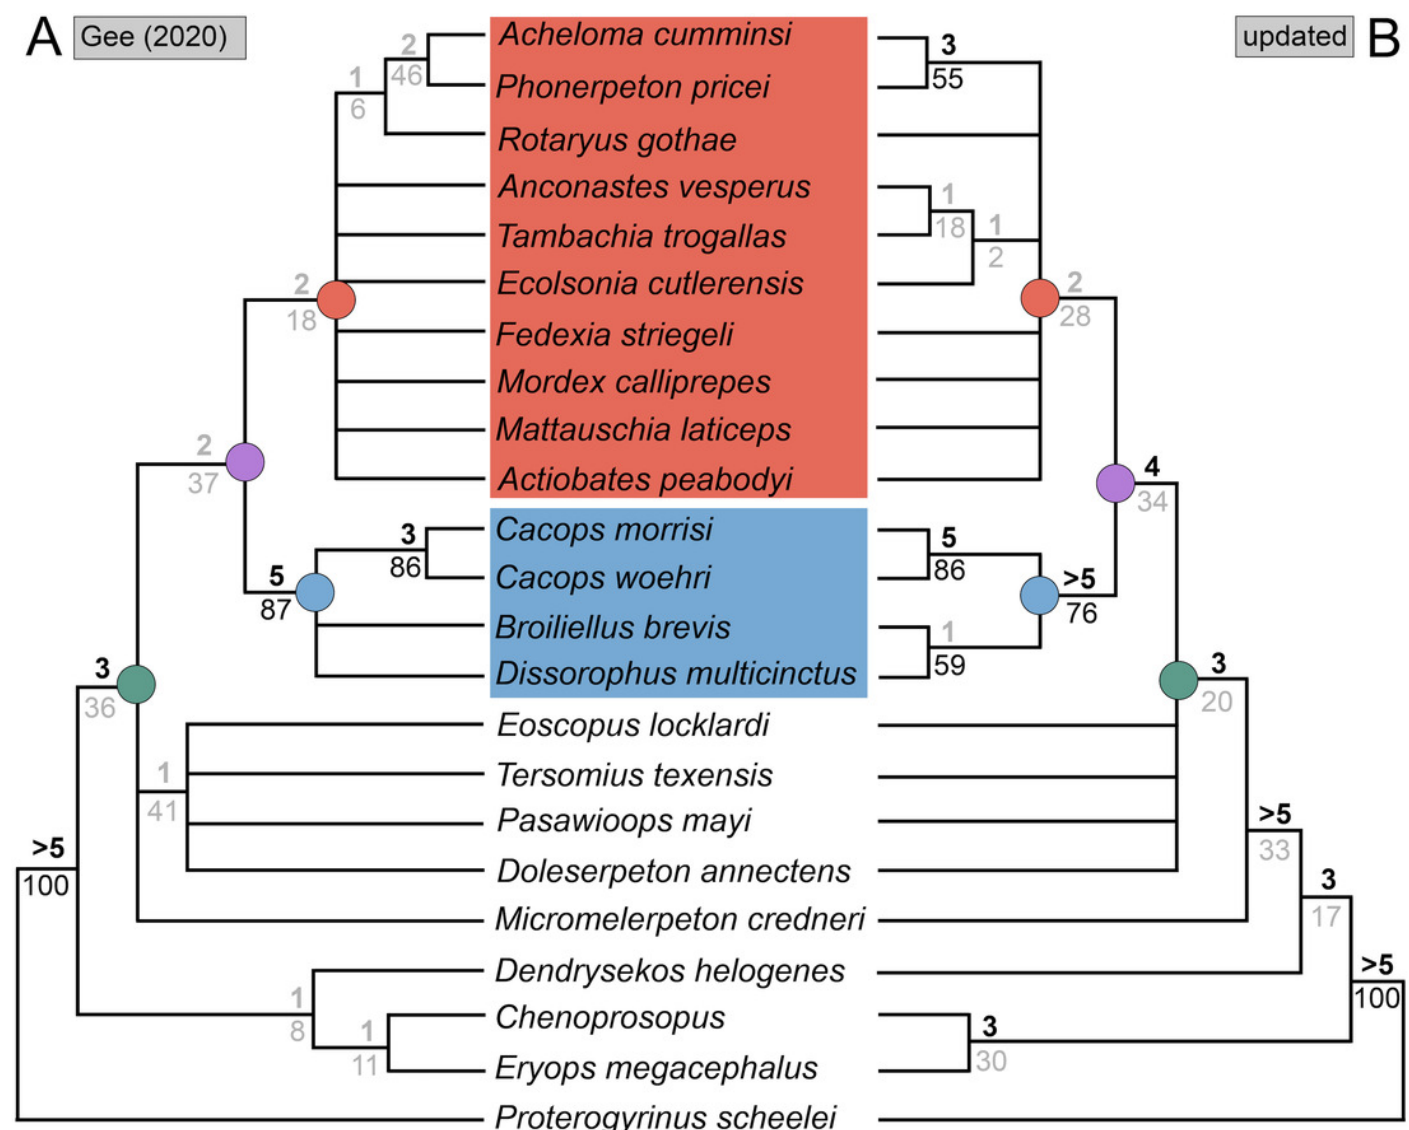 A Gee (2020) updated B
Acheloma cumminsi
2
46
3
55
Phonerpeton pricei
1
6
Rotaryus gothae
Anconastes vesperus
1
18
Tambachia trogallas
1
2
Ecolsonia cutlerensis
2
18
2
28
Fedexia striegeli
Mordex calliprepes
Mattauschia laticeps
2
37
4
34
Actiobates peabodyi
Cacops morrisi
3
86
5
86
Cacops woehri
5
87
>5
76
Broiliellus brevis
1
59
Dissorophus multicinctus
3
36
3
20
Eoscopus locklardi
Tersomius texensis
1
41
Pasawioops mayi
>5
33
Doleserpeton annectens
>5
100
3
17
Micromelerpeton credneri
Dendrysekos helogenes
>5
100
1
8
Chenoprosopus
1
11
3
30
Eryops megacephalus
Proterogyrinus scheelei